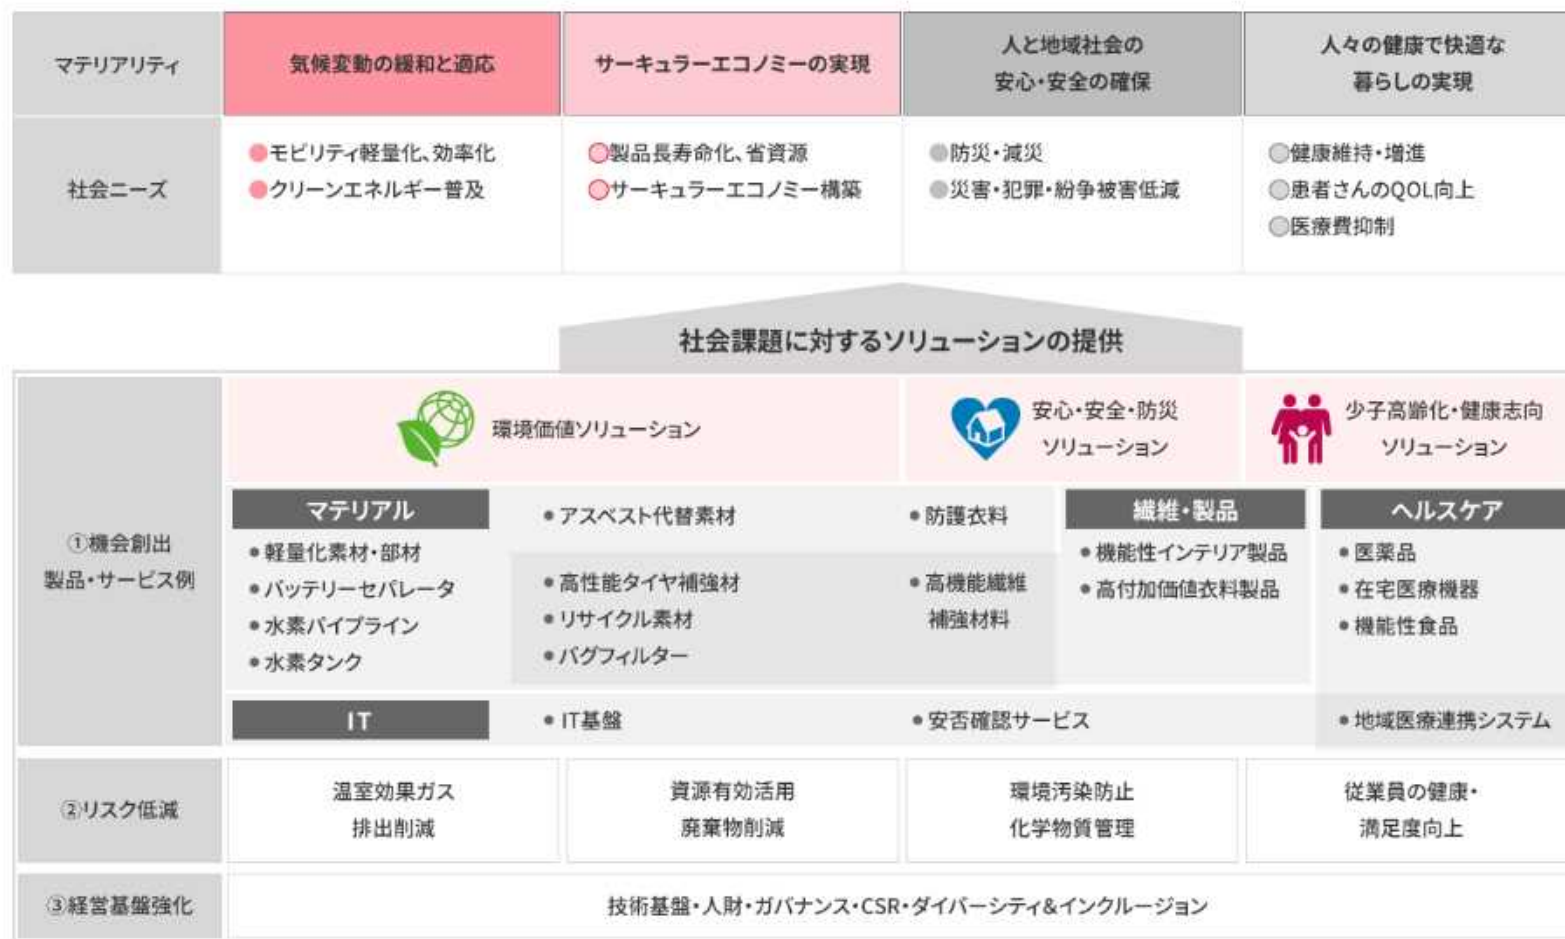 マテリアリティ
気候変動の緩和と適応
サーキュラーエコノミーの実現
人と地域社会の
安心・安全の確保
人々の健康で快適な
暮らしの実現
社会ニーズ
●モビリティ軽量化、効率化
●クリーンエネルギー普及
◯製品長寿命化、省資源
◯サーキュラーエコノミー構築
●防災・減災
●災害・犯罪・紛争被害低減
◯健康維持・増進
◯患者さんのQOL向上
◯医療費抑制
社会課題に対するソリューションの提供
①機会創出
製品・サービス例
環境価値ソリューション
安心・安全・防災
ソリューション
少子高齢化・健康志向
ソリューション
マテリアル
•軽量化素材・部材
•バッテリーセパレータ
•水素パイプライン
•水素タンク
•アスベスト代替素材
•高性能タイヤ補強材
•リサイクル素材
•バグフィルター
•防護衣料
•高機能繊維
補強材料
繊維・製品
•機能性インテリア製品
•高付加価値衣料製品
ヘルスケア
•医薬品
•在宅医療機器
•機能性食品
IT
•IT基盤
•安否確認サービス
•地域医療連携システム
②リスク低減
温室効果ガス
排出削減
資源有効活用
廃棄物削減
環境汚染防止
化学物質管理
従業員の健康・
満足度向上
③経営基盤強化
技術基盤・人財・ガバナンス・CSR・ダイバーシティ&インクルージョン